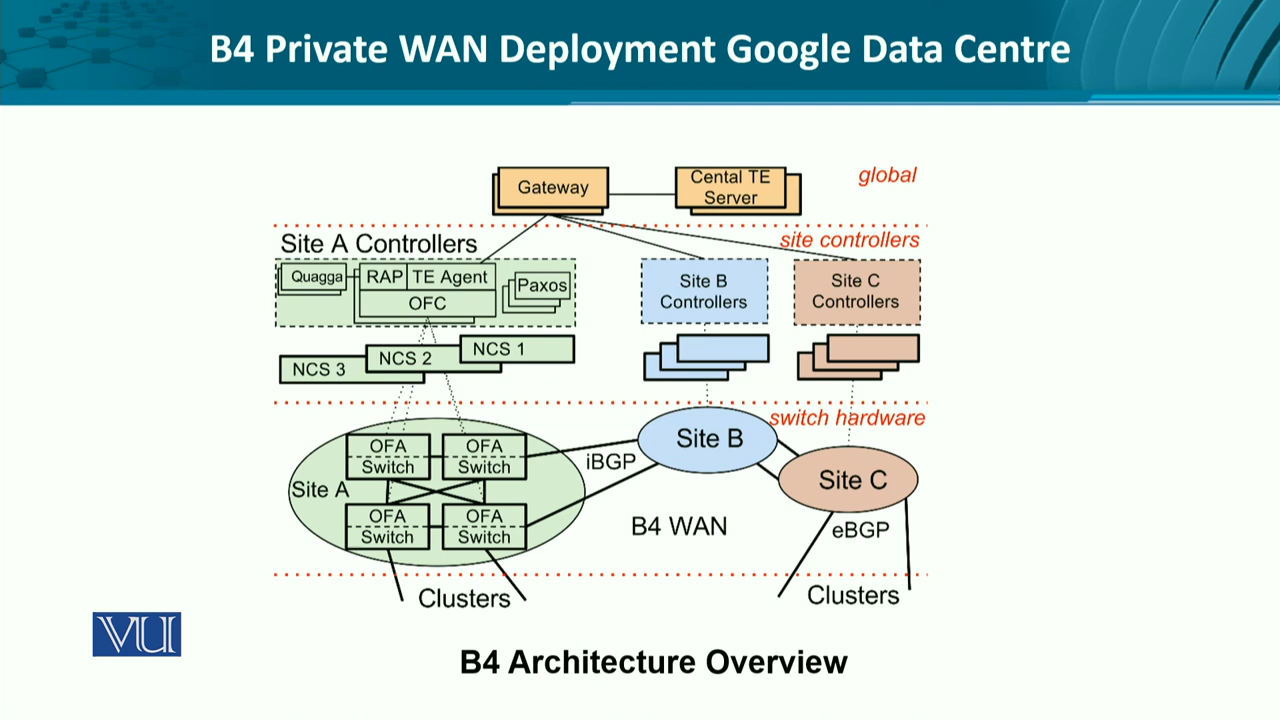 B4 Private WAN Deployment Google Data Centre
Gateway
Cental TE
Server
global
site controllers
Site A Controllers
Quagga
RAP
TE Agent
OFC
Paxos
Site B
Controllers
Site C
Controllers
NCS 1
NCS 2
NCS 3
switch hardware
OFA
Switch
OFA
Switch
Site A
OFA
Switch
OFA
Switch
iBGP
Site B
Site C
B4 WAN
eBGP
Clusters
Clusters
VU
B4 Architecture Overview